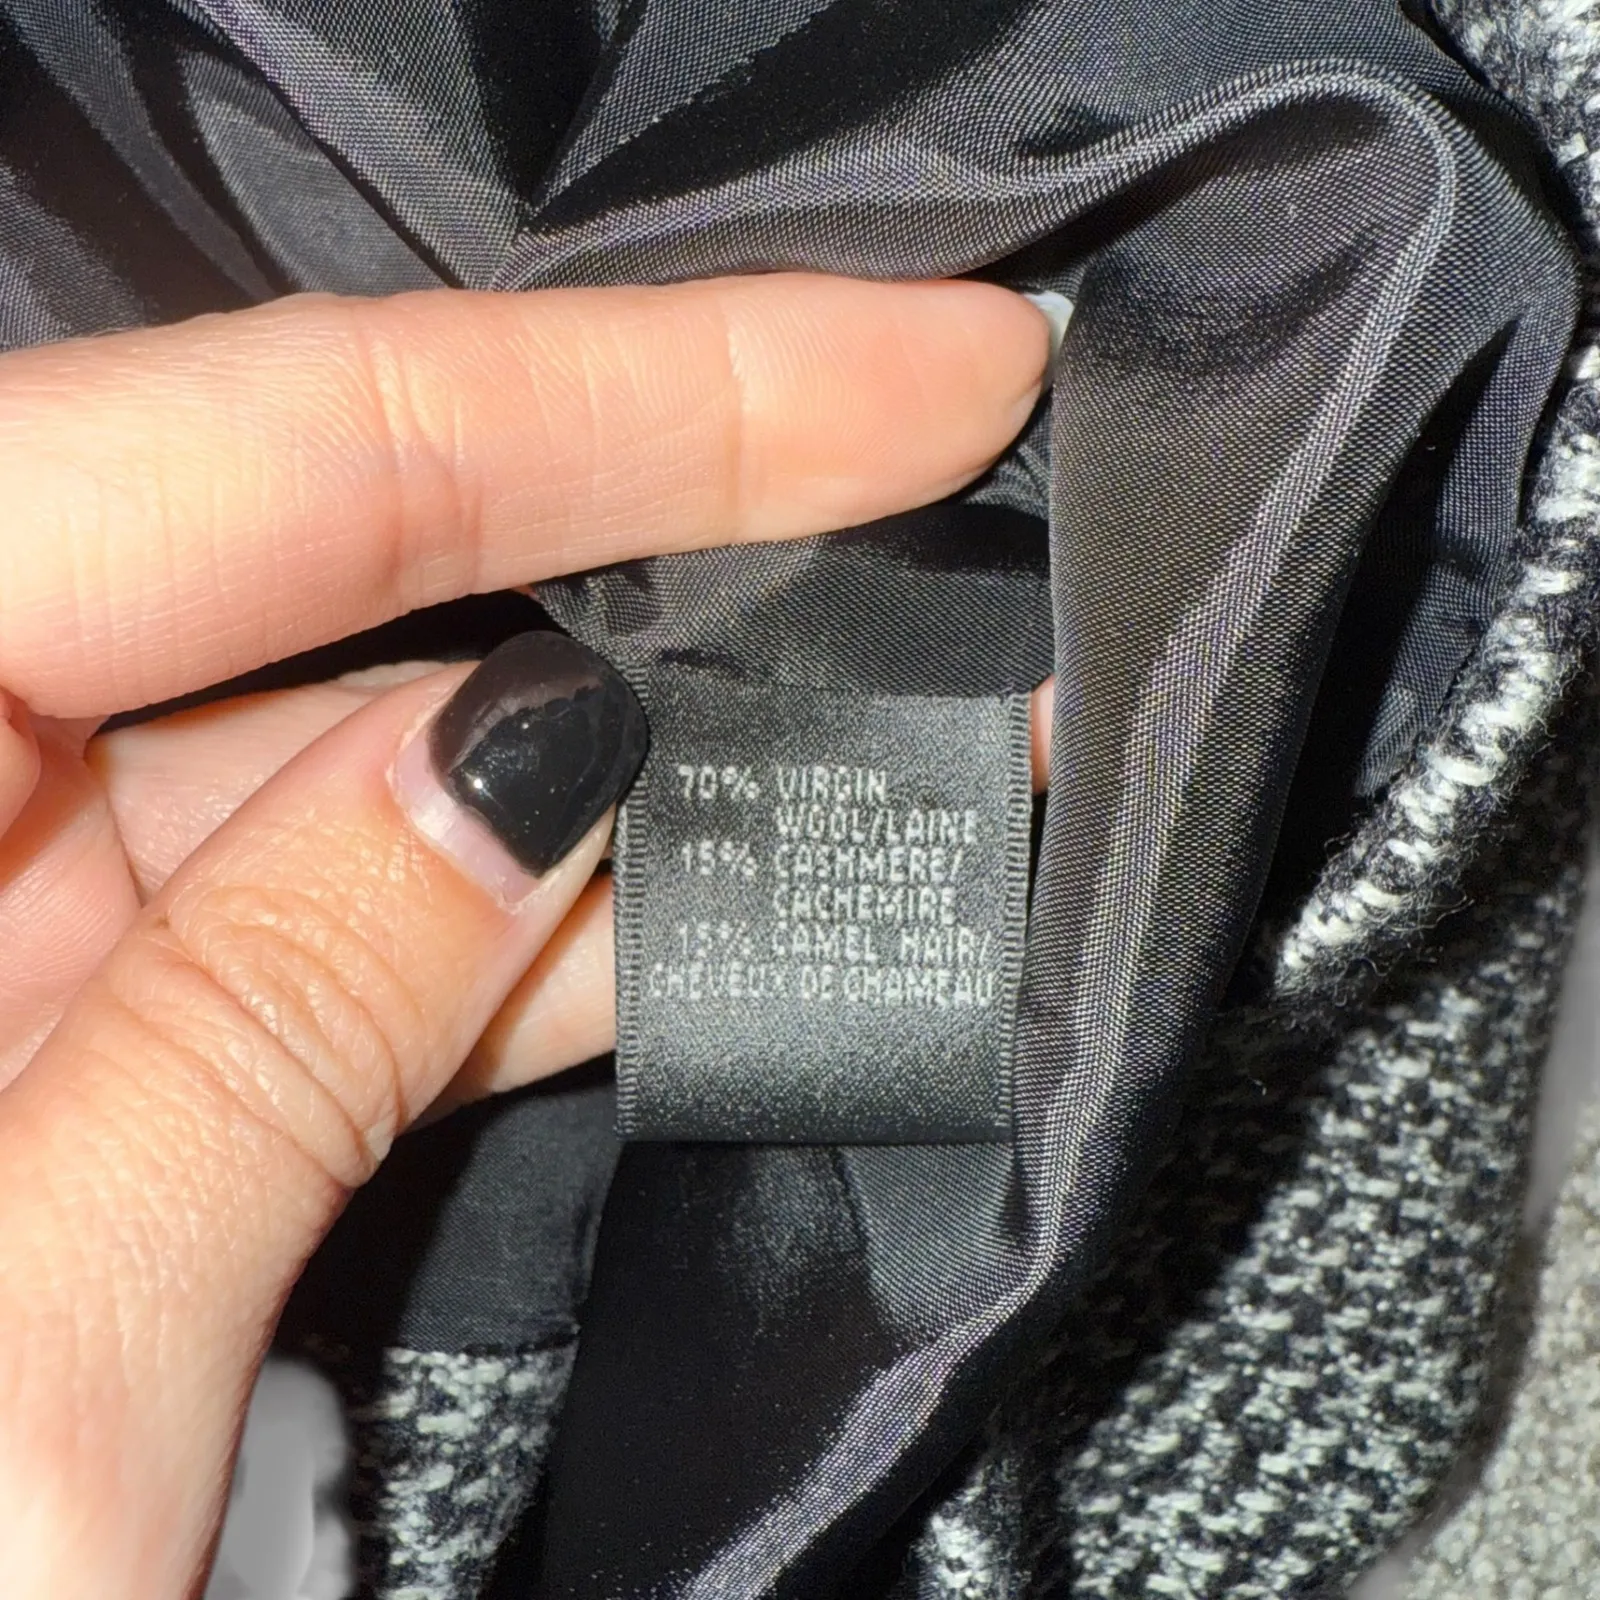 70% VIRGIN
WOOL/LAINE
15% CASHMERE/
CACHEMIRE
15% CAMEL HAIR/
CHEVEUX DE CHAMEAU